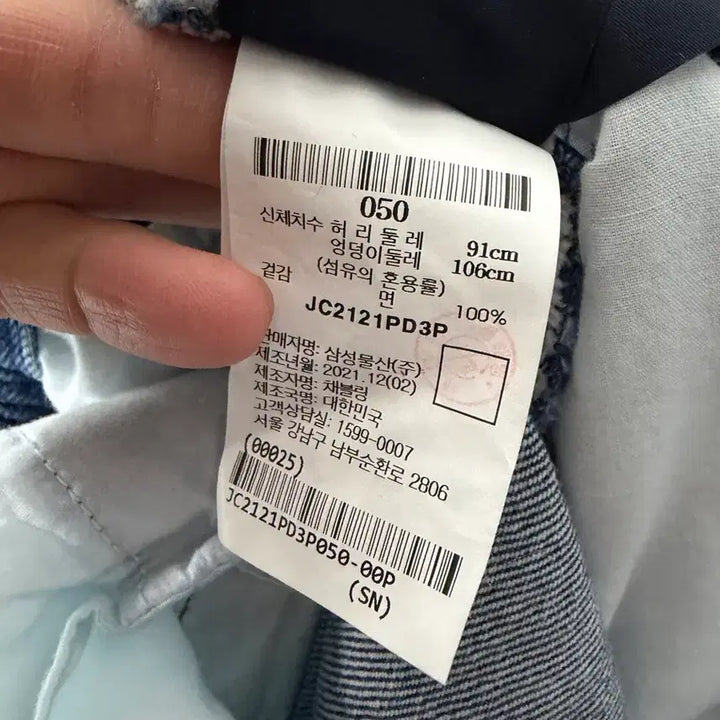 050
신체치수 허 리 둘 레 91cm
엉덩이둘레 106cm
겉감 (섬유의 혼용률)
면 100%
JC2121PD3P
판매자명: 삼성물산(주)
제조년월: 2021.12(02)
제조자명: 채블링
제조국명: 대한민국
고객상담실: 1599-0007
서울 강남구 남부순환로 2806
(00025)
JC2121PD3P050-00P
(SN)